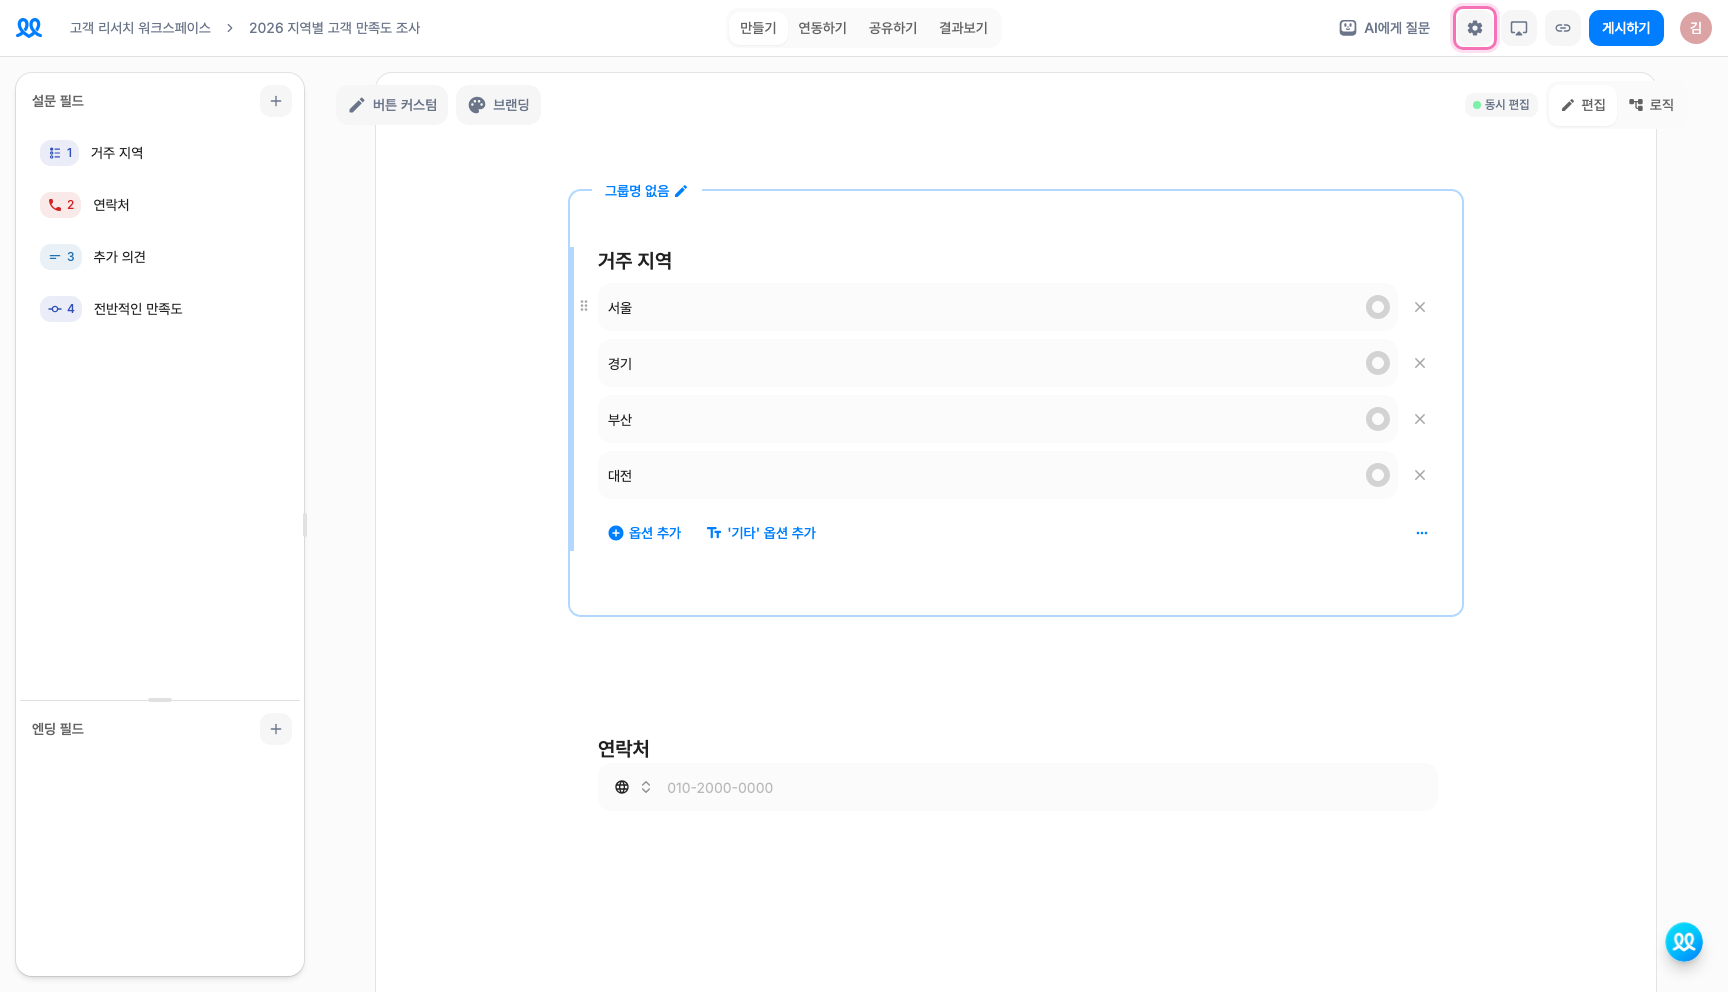 고객 리서치 워크스페이스 > 2026 지역별 고객 만족도 조사
만들기 연동하기 공유하기 결과보기
AI에게 질문
게시하기
김
설문 필드
1 거주 지역
2 연락처
3 추가 의견
4 전반적인 만족도
엔딩 필드
버튼 커스텀 브랜딩
동시 편집 편집 로직
그룹명 없음
거주 지역
서울
경기
부산
대전
옵션 추가 '기타' 옵션 추가
연락처
010-2000-0000